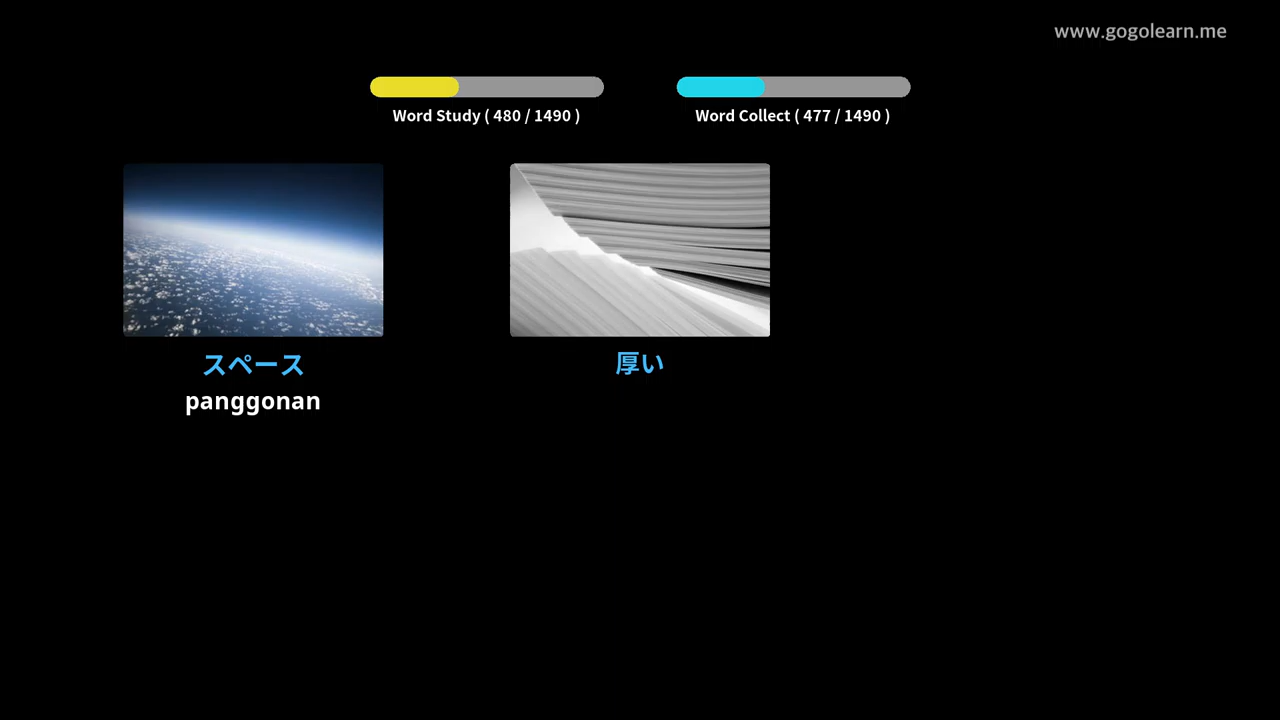 www.gogolearn.me
Word Study ( 480 / 1490 )
Word Collect ( 477 / 1490 )
スペース
panggonan
厚い